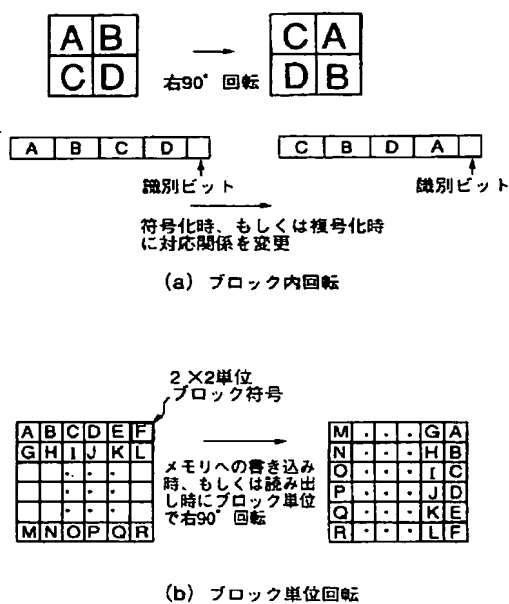 A B
C D
右90°回転
C A
D B
A B C D
識別ビット
C B D A
識別ビット
符号化時、もしくは複号化時
に対応関係を変更
(a) ブロック内回転
2×2単位
ブロック符号
A B C D E F
G H I J K L
· · ·
· · ·
· · ·
M N O P Q R
メモリへの書き込み
時、もしくは読み出
し時にブロック単位
で右90°回転
M · · · G A
N · · · H B
O · · · I C
P · · · J D
Q · · · K E
R · · · L F
(b) ブロック単位回転